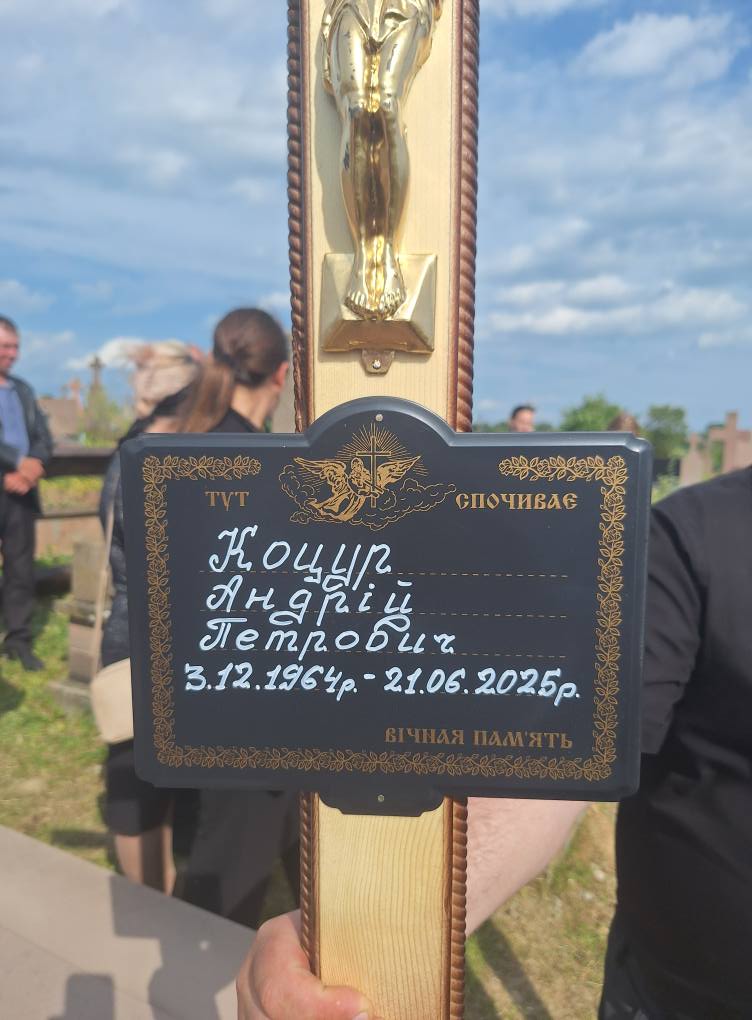 ТУТ СПОЧИВАЄ
Коцур
Андрій
Петрович
3.12.1964р.- 21.06.2025р.
ВІЧНАЯ ПАМ'ЯТЬ